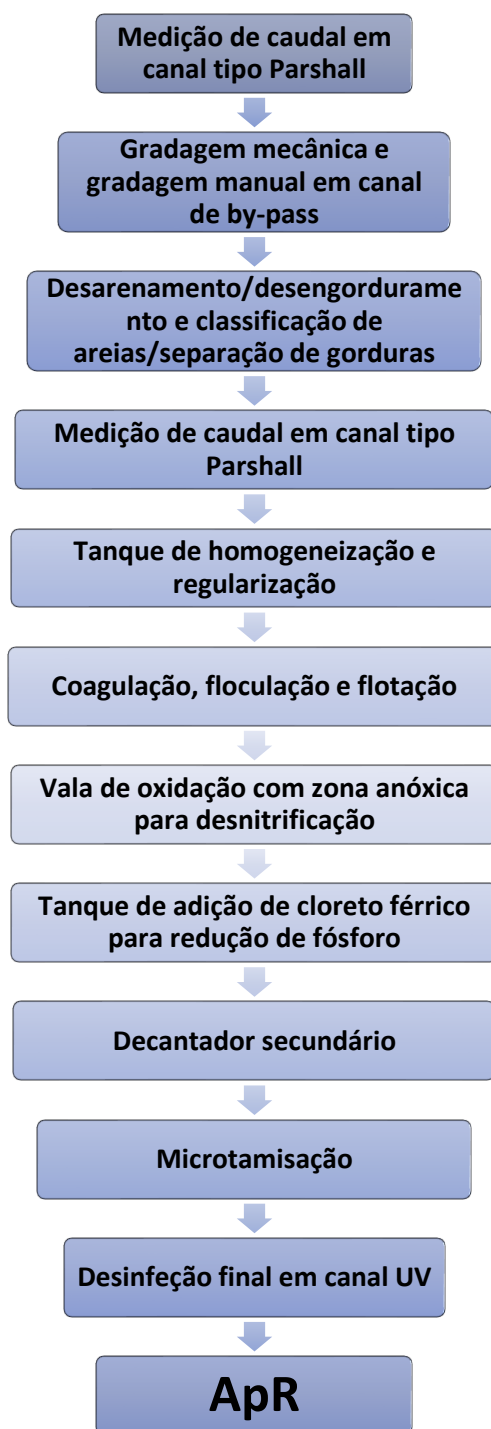 Medição de caudal em
canal tipo Parshall
Gradagem mecânica e
gradagem manual em canal
de by-pass
Desarenamento/desengordurame
nto e classificação de
areias/separação de gorduras
Medição de caudal em canal tipo
Parshall
Tanque de homogeneização e
regularização
Coagulação, floculação e flotação
Vala de oxidação com zona anóxica
para desnitrificação
Tanque de adição de cloreto férrico
para redução de fósforo
Decantador secundário
Microtamisação
Desinfeção final em canal UV
ApR